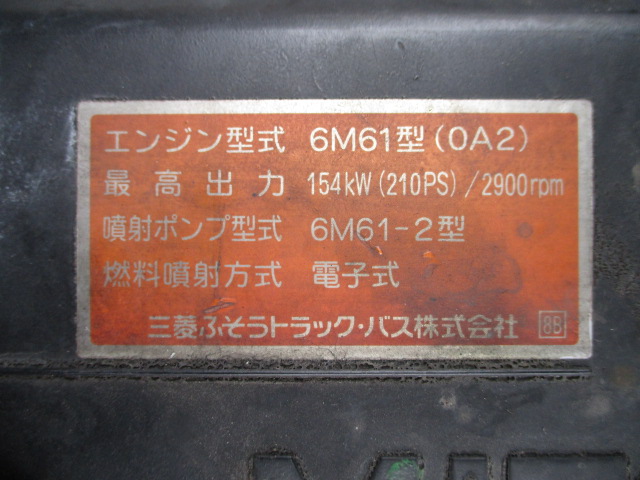 エンジン型式 6M61型(0A2)
最高出力 154kW(210PS)/2900rpm
噴射ポンプ型式 6M61-2型
燃料噴射方式 電子式
三菱ふそうトラック・バス株式会社 8B